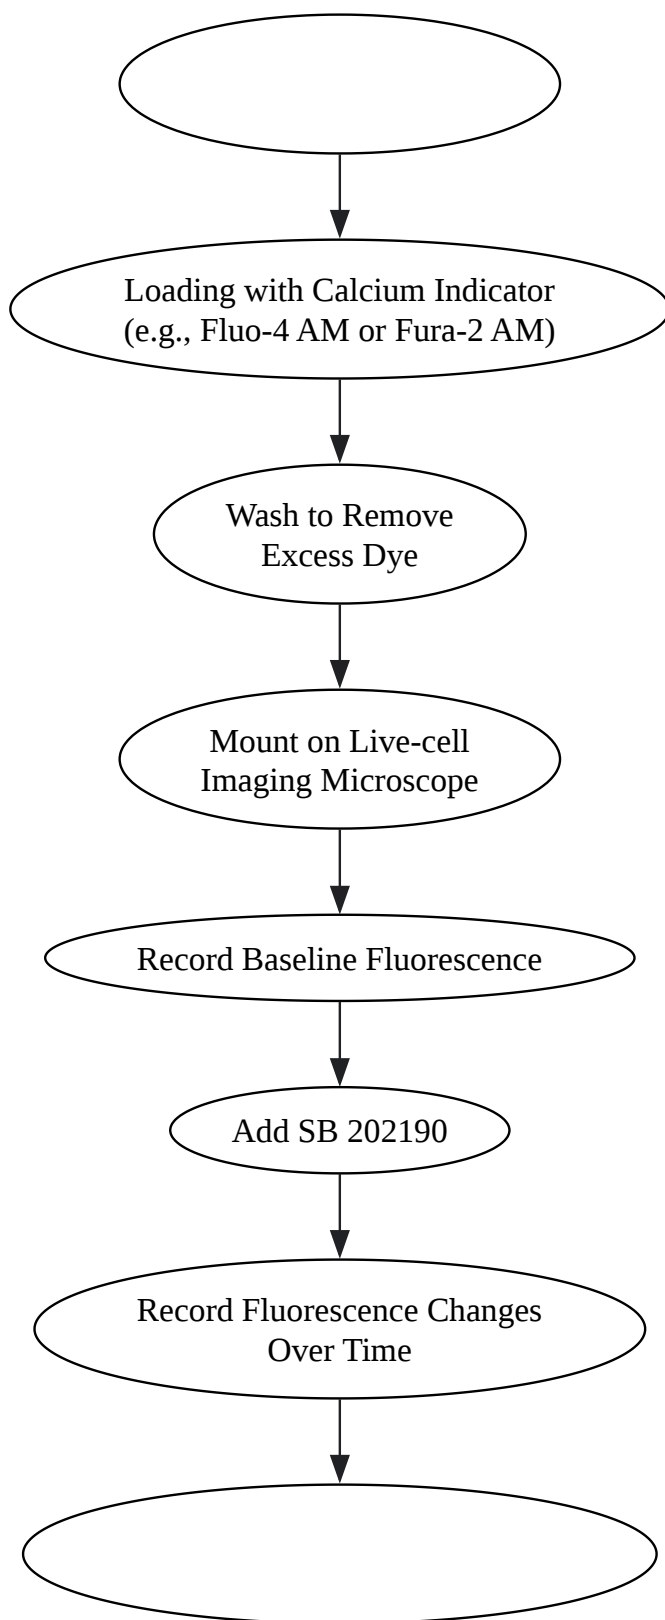 Loading with Calcium Indicator
(e.g., Fluo-4 AM or Fura-2 AM)
Wash to Remove
Excess Dye
Mount on Live-cell
Imaging Microscope
Record Baseline Fluorescence
Add SB 202190
Record Fluorescence Changes
Over Time